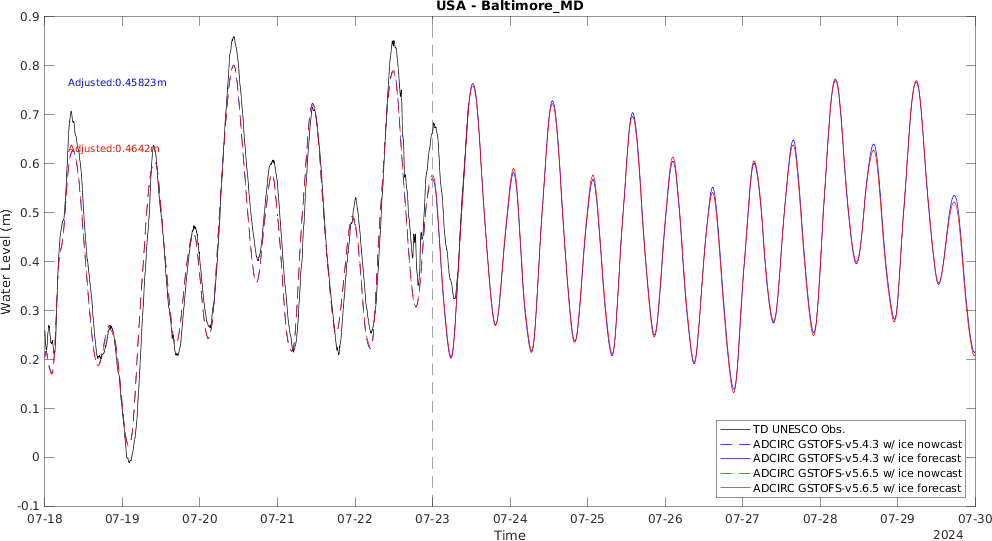 USA - Baltimore_MD
0.9
0.8
0.7
0.6
0.5
0.4
0.3
0.2
0.1
0
-0.1
Water Level (m)
Adjusted:0.45823m
Adjusted:0.4642m
TD UNESCO Obs.
ADCIRC GSTOFS-v5.4.3 w/ ice nowcast
ADCIRC GSTOFS-v5.4.3 w/ ice forecast
ADCIRC GSTOFS-v5.6.5 w/ ice nowcast
ADCIRC GSTOFS-v5.6.5 w/ ice forecast
07-18 07-19 07-20 07-21 07-22 07-23 07-24 07-25 07-26 07-27 07-28 07-29 07-30
Time
2024